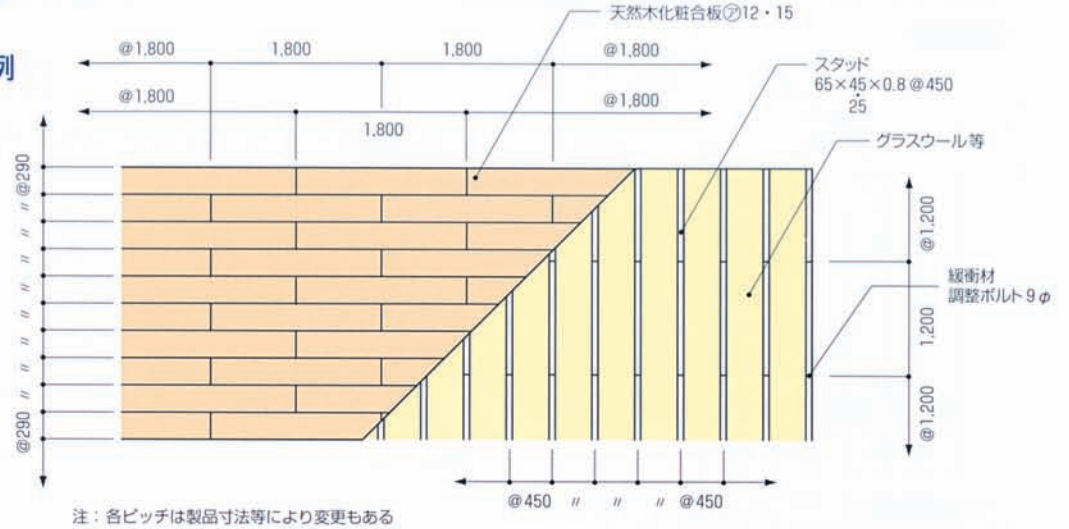 例
天然木化粧合板㋐12・15
@1,800 1,800 1,800 @1,800
@1,800 1,800 @1,800
スタッド
65×45×0.8 @450
25
グラスウール等
@290
〃
〃
〃
〃
〃
〃
〃
〃
@290
@1,200
1,200
@1,200
緩衝材
調整ボルト9φ
@450 〃 〃 〃 @450
注：各ピッチは製品寸法等により変更もある